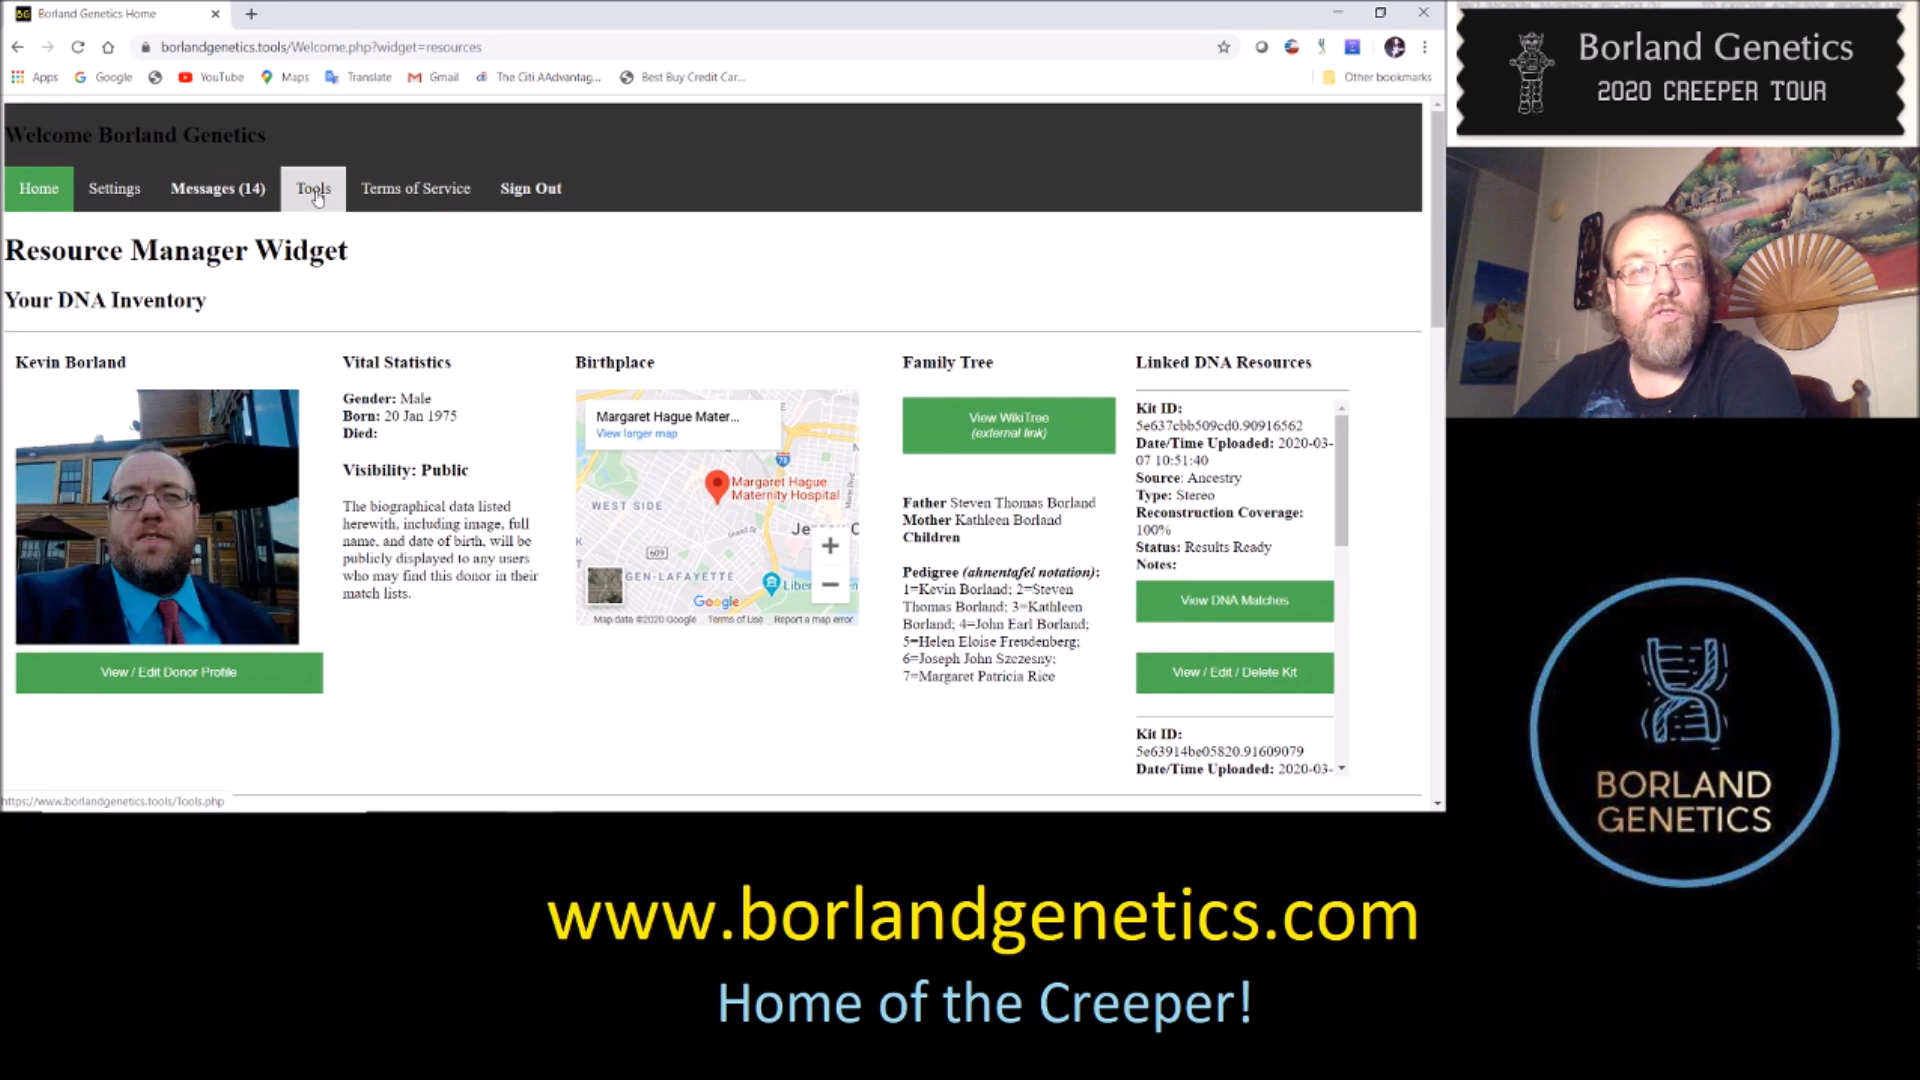 Borland Genetics Home
borlandgenetics.tools/Welcome.php?widget=resources
Apps Google YouTube Maps Translate Gmail The Citi AAdvantag... Best Buy Credit Car... Other bookmarks
Welcome Borland Genetics
Home Settings Messages (14) Tools Terms of Service Sign Out
Resource Manager Widget
Your DNA Inventory
Kevin Borland
View / Edit Donor Profile
Vital Statistics
Gender: Male
Born: 20 Jan 1975
Died:
Visibility: Public
The biographical data listed
herewith, including image, full
name, and date of birth, will be
publicly displayed to any users
who may find this donor in their
match lists.
Birthplace
Margaret Hague Mater...
View larger map
78
Margaret Hague
Maternity Hospital
WEST SIDE
609
GEN-LAFAYETTE
Google
Map data ©2020 Google Terms of Use Report a map error
Family Tree
View WikiTree
(external link)
Father Steven Thomas Borland
Mother Kathleen Borland
Children
Pedigree (ahnentafel notation):
1=Kevin Borland; 2=Steven
Thomas Borland; 3=Kathleen
Borland; 4=John Earl Borland;
5=Helen Eloise Freudenberg;
6=Joseph John Szczesny;
7=Margaret Patricia Rice
Linked DNA Resources
Kit ID:
5e637cbb509cd0.90916562
Date/Time Uploaded: 2020-03-
07 10:51:40
Source: Ancestry
Type: Stereo
Reconstruction Coverage:
100%
Status: Results Ready
Notes:
View DNA Matches
View / Edit / Delete Kit
Kit ID:
5e63914be05820.91609079
Date/Time Uploaded: 2020-03-
https://www.borlandgenetics.tools/Tools.php
Borland Genetics
2020 CREEPER TOUR
BORLAND
GENETICS
www.borlandgenetics.com
Home of the Creeper!